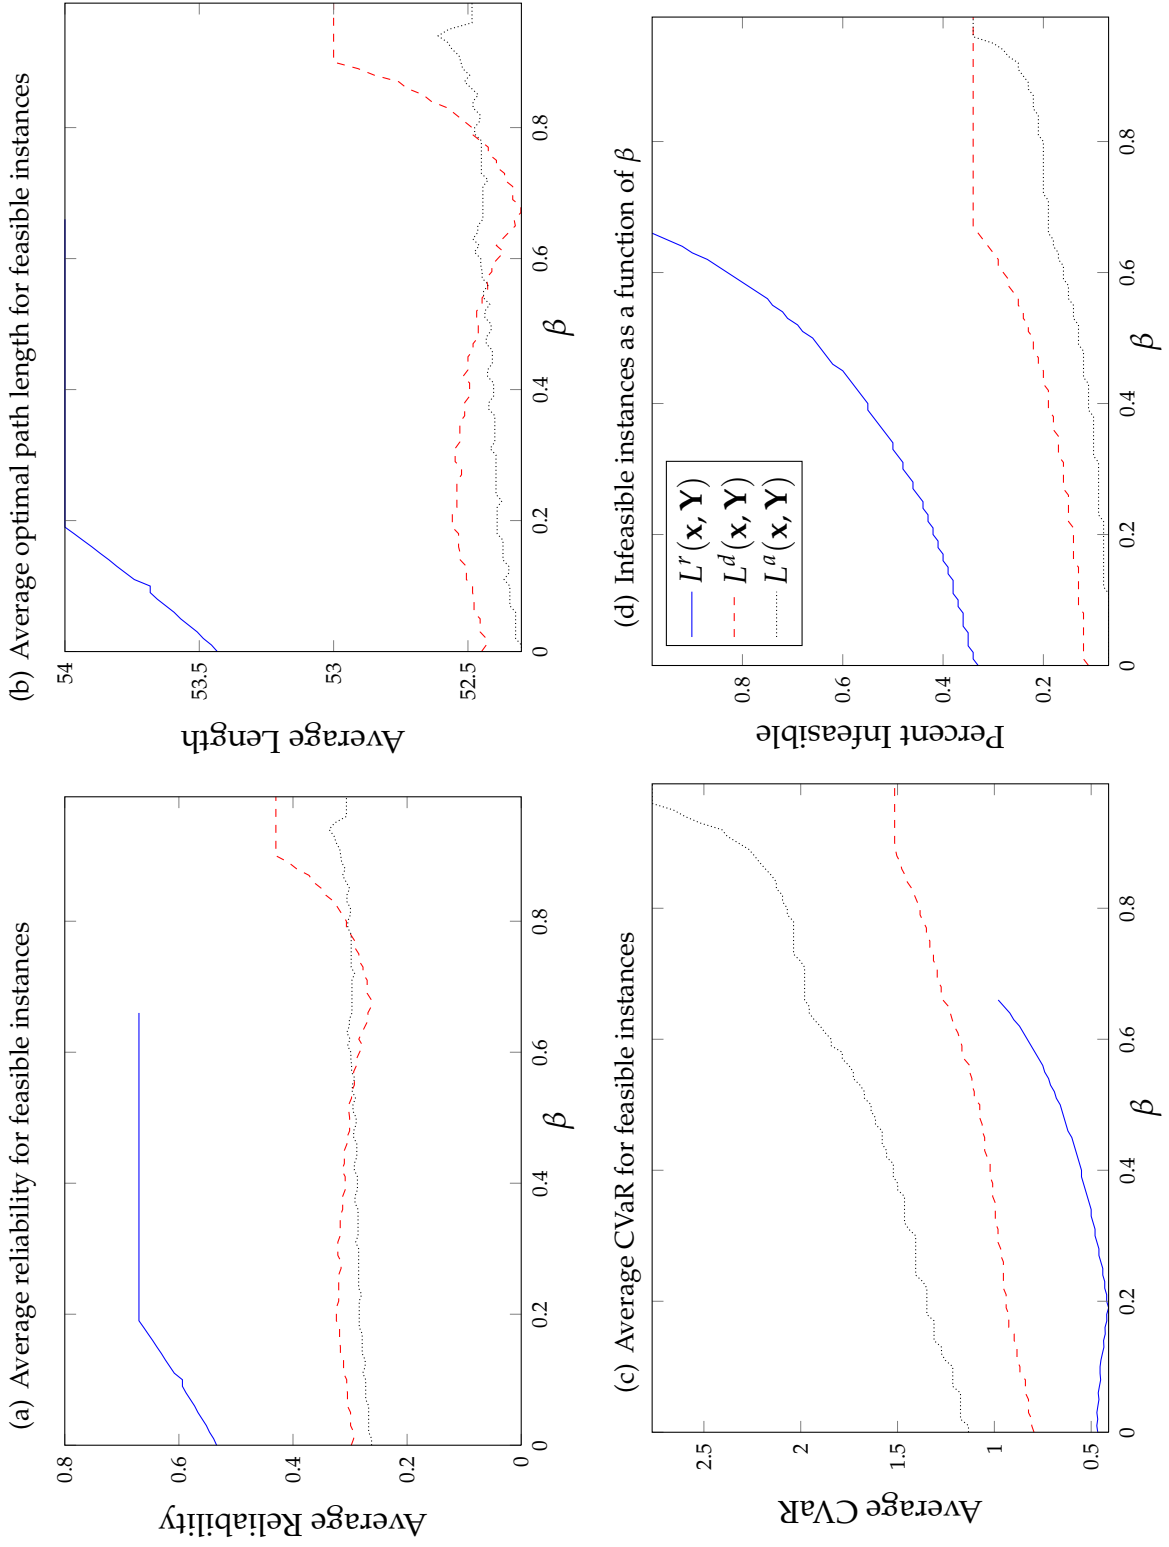 (a) Average reliability for feasible instances
Average Reliability
0.8
0.6
0.4
0.2
0
0 0.2 0.4 0.6 0.8
β
(b) Average optimal path length for feasible instances
Average Length
54
53.5
53
52.5
0 0.2 0.4 0.6 0.8
β
(c) Average CVaR for feasible instances
Average CVaR
2.5
2
1.5
1
0.5
0 0.2 0.4 0.6 0.8
β
(d) Infeasible instances as a function of β
Percent Infeasible
0.8
0.6
0.4
0.2
0 0.2 0.4 0.6 0.8
β
L^r(x, Y)
L^d(x, Y)
L^a(x, Y)